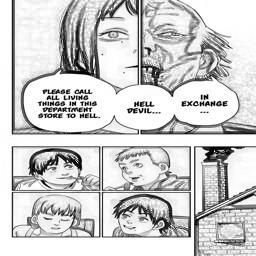 PLEASE CALL
ALL LIVING
THINGS IN THIS
DEPARTMENT
STORE TO HELL.
HELL
DEVIL...
IN
EXCHANGE
...